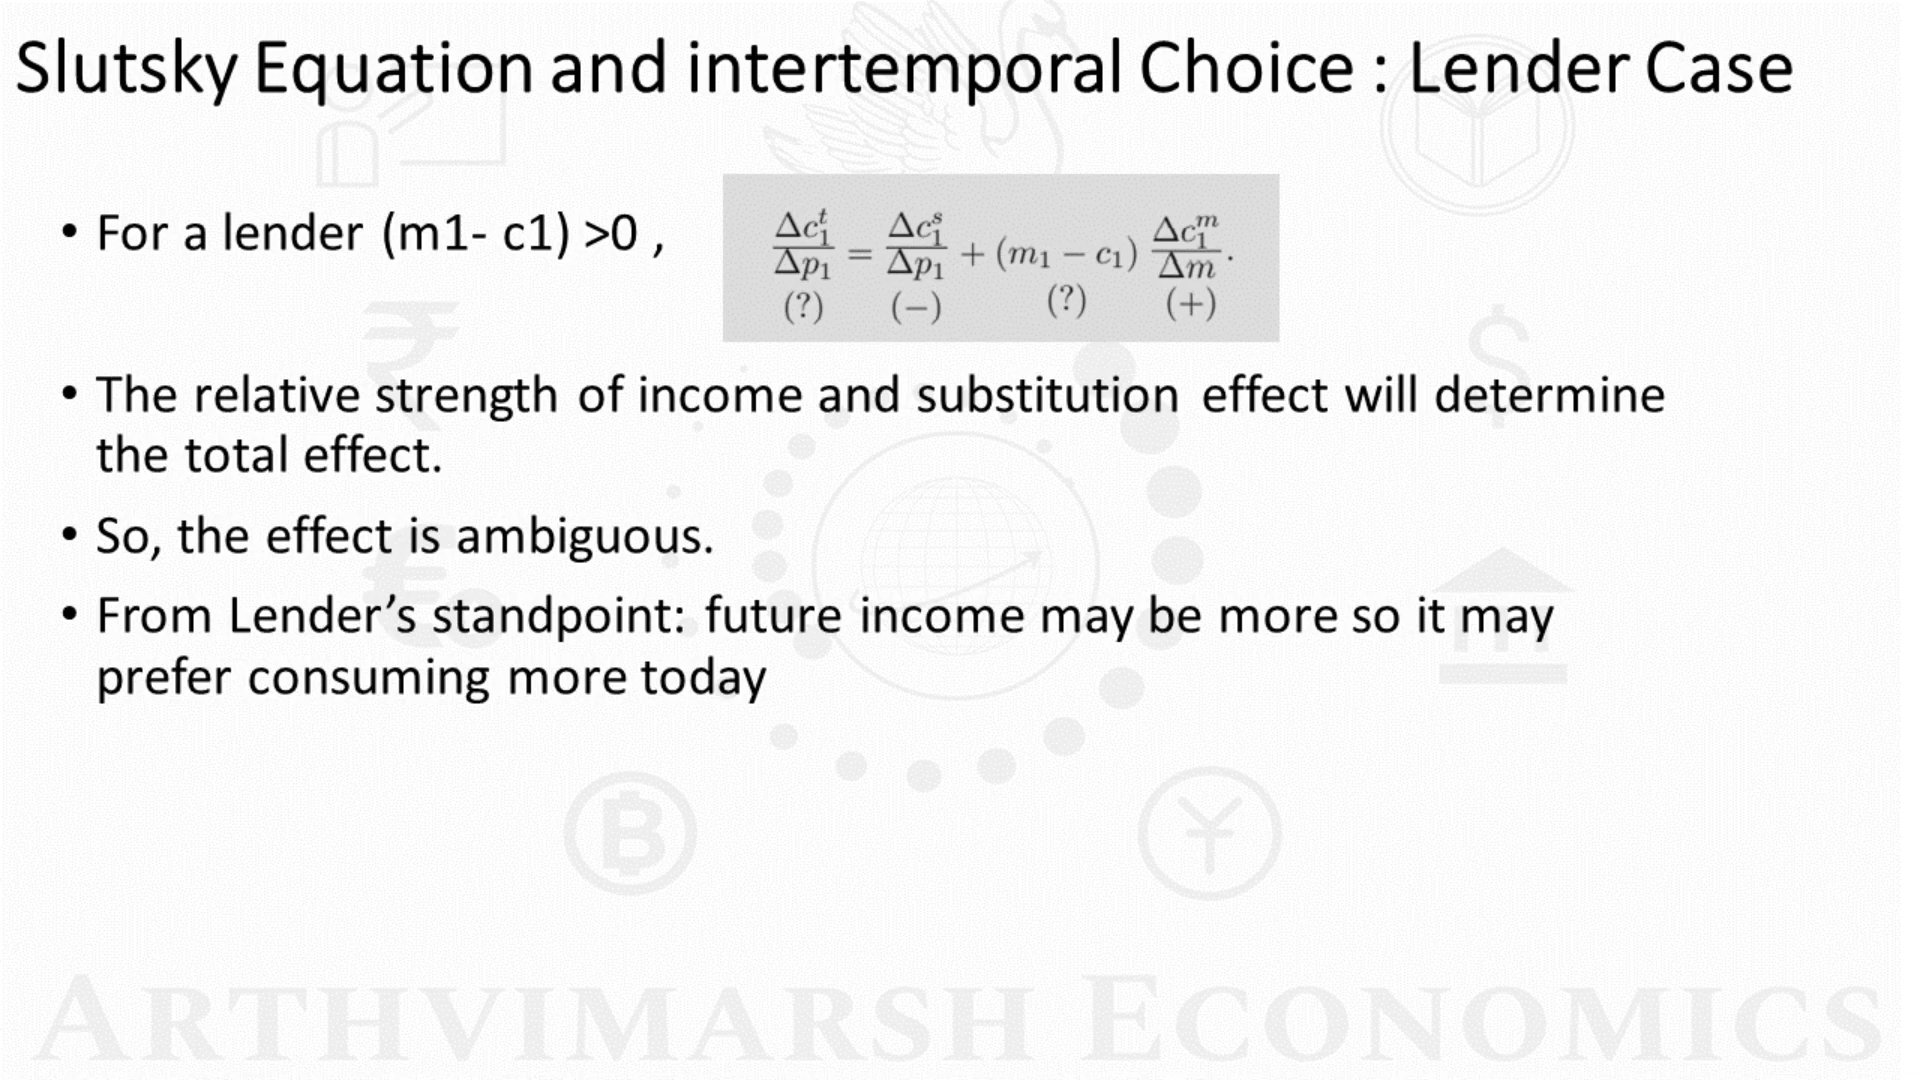 Slutsky Equation and intertemporal Choice : Lender Case
• For a lender (m1- c1) >0 ,
Δc₁ᵗ/Δp₁ = Δc₁ˢ/Δp₁ + (m₁ − c₁) Δc₁ᵐ/Δm.
(?) (−) (?) (+)
• The relative strength of income and substitution effect will determine
the total effect.
• So, the effect is ambiguous.
• From Lender’s standpoint: future income may be more so it may
prefer consuming more today
ARTHVIMARSH ECONOMICS